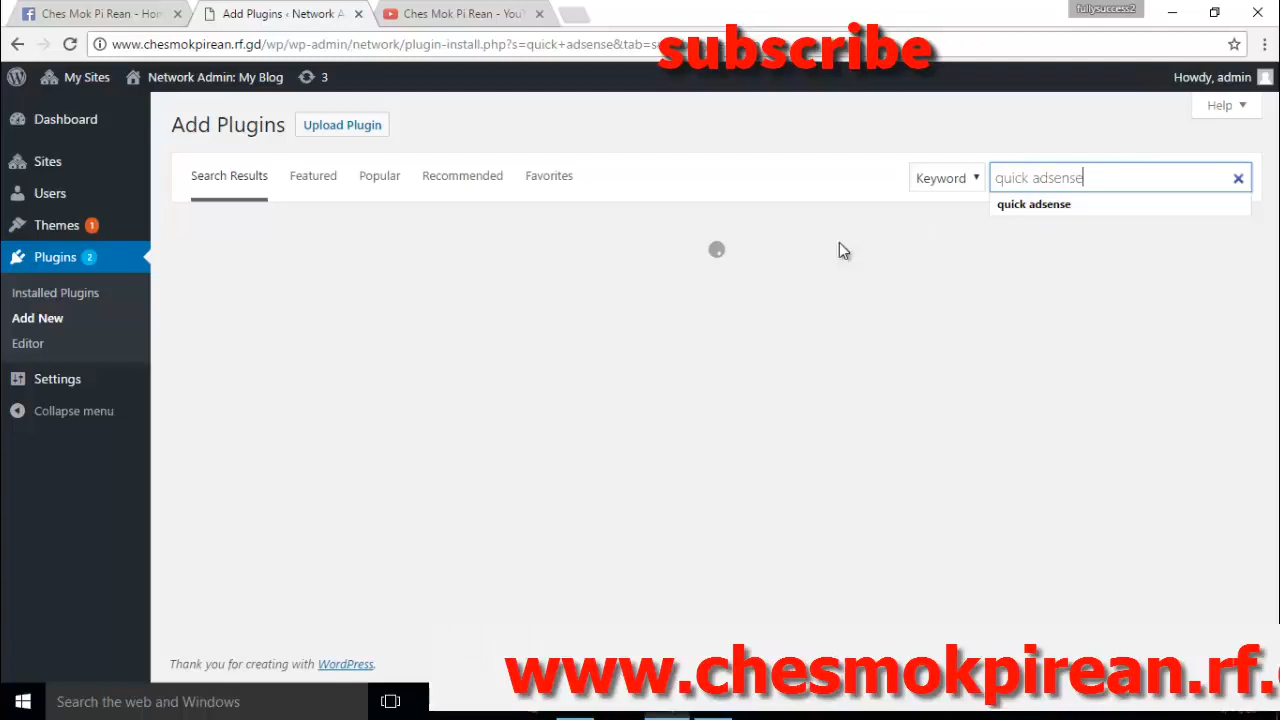 Ches Mok Pi Rean - Hom
Add Plugins ‹ Network A
Ches Mok Pi Rean - YouT
fullysuccess2
www.chesmokpirean.rf.gd/wp/wp-admin/network/plugin-install.php?s=quick+adsense&tab=se
subscribe
My Sites
Network Admin: My Blog
3
Howdy, admin
Help
Dashboard
Sites
Users
Themes 1
Plugins 2
Installed Plugins
Add New
Editor
Settings
Collapse menu
Add Plugins
Upload Plugin
Search Results
Featured
Popular
Recommended
Favorites
Keyword
quick adsense
quick adsense
Thank you for creating with WordPress.
www.chesmokpirean.rf.
Search the web and Windows